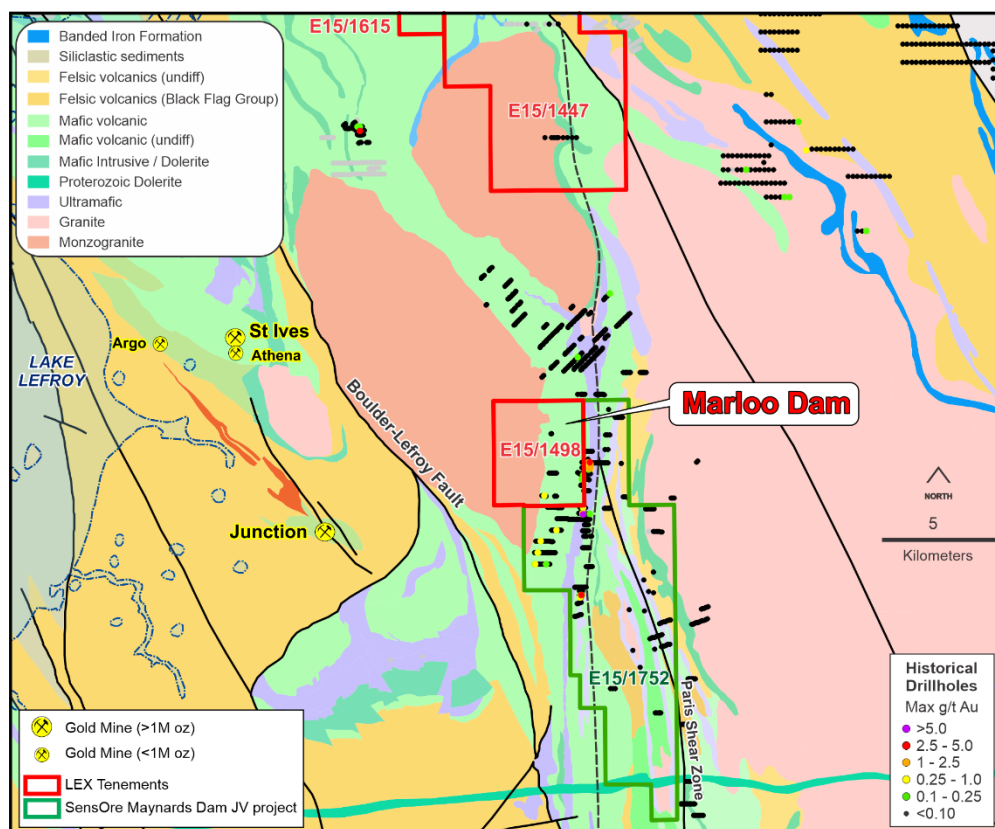 E15/1615
Banded Iron Formation
Siliclastic sediments
Felsic volcanics (undiff)
Felsic volcanics (Black Flag Group)
Mafic volcanic
Mafic volcanic (undiff)
Mafic Intrusive / Dolerite
Proterozoic Dolerite
Ultramafic
Granite
Monzogranite
E15/1447
St Ives
Argo
Athena
LAKE
LEFROY
Boulder-Lefroy Fault
Marloo Dam
E15/1498
NORTH
5
Kilometers
Junction
E15/1752
Paris Shear Zone
Gold Mine (>1M oz)
Gold Mine (<1M oz)
LEX Tenements
SensOre Maynards Dam JV project
Historical
Drillholes
Max g/t Au
>5.0
2.5 - 5.0
1 - 2.5
0.25 - 1.0
0.1 - 0.25
<0.10